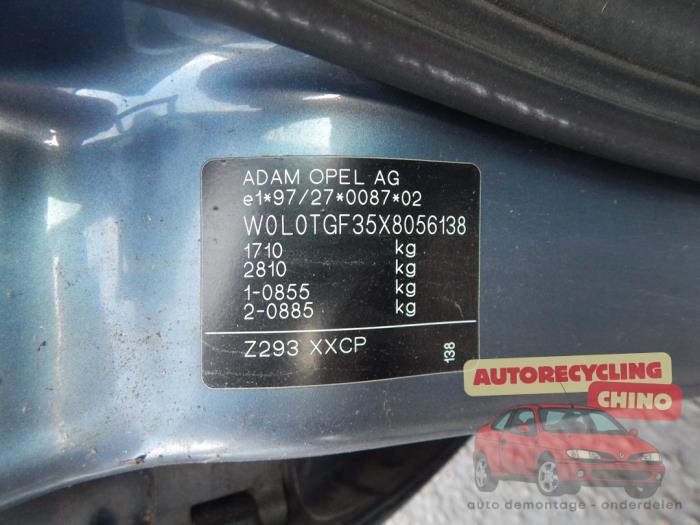 ADAM OPEL AG
e1*97/27*0087*02
W0L0TGF35X8056138
1710 kg
2810 kg
1-0855 kg
2-0885 kg
Z293 XXCP 138
AUTORECYCLING
CHINO
auto demontage - onderdelen